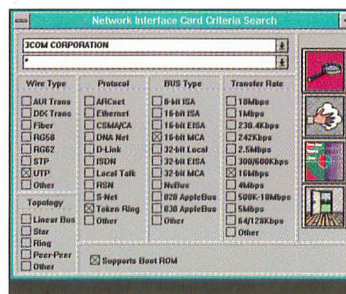 Network Interface Card Criteria Search
3COM CORPORATION
*
Wire Type
AUI Trans
DIX Trans
Fiber
RG58
RG62
STP
UTP
Other
Topology
Linear Bus
Star
Ring
Peer-Peer
Other
Protocol
ARCnet
Ethernet
CSMA/CA
DNA Net
D-Link
ISDN
Local Talk
RSN
S-Net
Token Ring
Other
BUS Type
8-bit ISA
16-bit ISA
16-bit EISA
16-bit MCA
32-bit Local
32-bit EISA
32-bit MCA
NuBus
020 AppleBus
030 AppleBus
Other
Transfer Rate
10Mbps
1Mbps
230.4Kbps
242Kbps
2.5Mbps
300/600Kbps
16Mbps
4Mbps
500K-10Mbps
5Mbps
64/128Kbps
Other
Supports Boot ROM